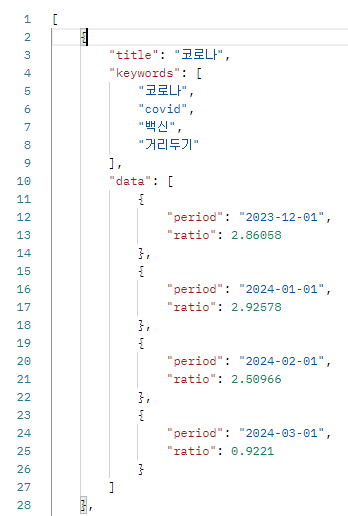 1 [
2 {
3 "title": "코로나",
4 "keywords": [
5 "코로나",
6 "covid",
7 "백신",
8 "거리두기"
9 ],
10 "data": [
11 {
12 "period": "2023-12-01",
13 "ratio": 2.86058
14 },
15 {
16 "period": "2024-01-01",
17 "ratio": 2.92578
18 },
19 {
20 "period": "2024-02-01",
21 "ratio": 2.50966
22 },
23 {
24 "period": "2024-03-01",
25 "ratio": 0.9221
26 }
27 ]
28 },